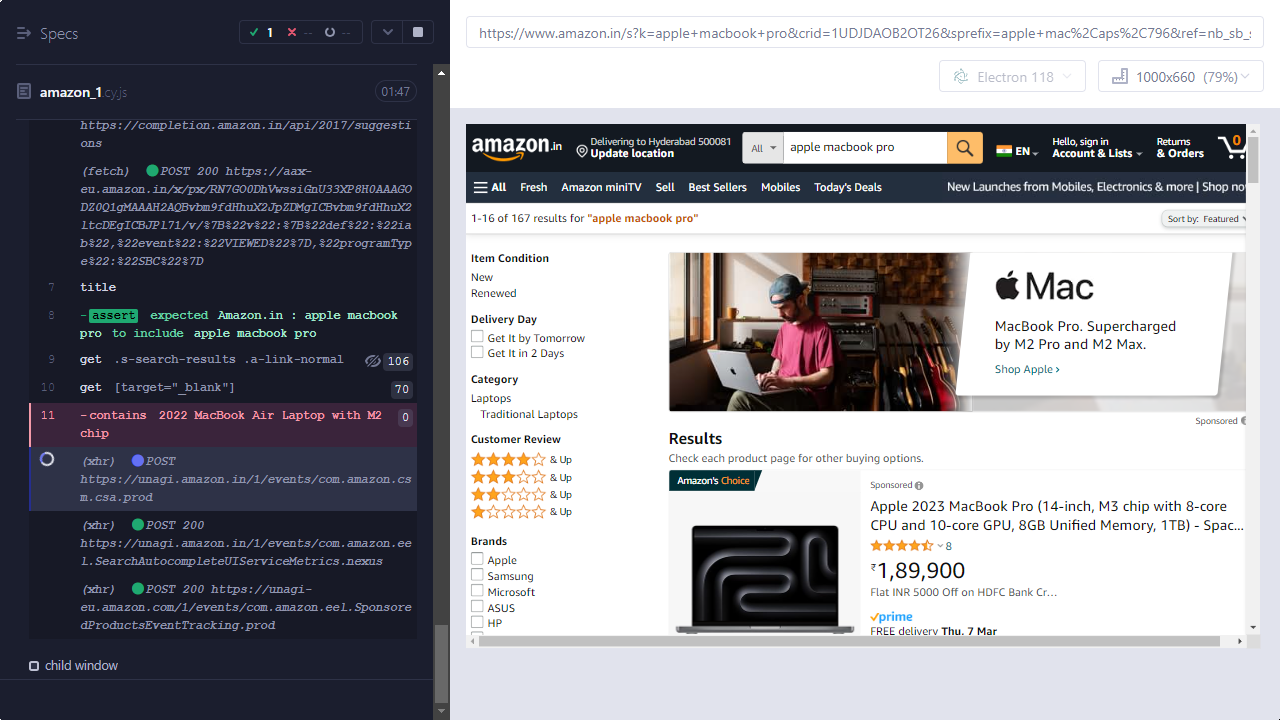 Specs
1
--
--
https://www.amazon.in/s?k=apple+macbook+pro&crid=1UDJDAOB2OT26&sprefix=apple+mac%2Caps%2C796&ref=nb_sb_s
Electron 118
1000x660 (79%)
amazon_1.cy.js
01:47
https://completion.amazon.in/api/2017/suggesti
ons
(fetch) POST 200 https://aax-
eu.amazon.in/x/px/RN7GO0DhVwssiGnU33XP8H0AAAGO
DZ0Q1gMAAAH2AQBvbm9fdHhuX2JpZDMgICBvbm9fdHhuX2
ltcDEgICBJPl71/v/%7B%22v%22:%7B%22def%22:%22ia
b%22,%22event%22:%22VIEWED%22%7D,%22programTyp
e%22:%22SBC%22%7D
7 title
8 -assert expected Amazon.in : apple macbook
pro to include apple macbook pro
9 get .s-search-results .a-link-normal 106
10 get [target="_blank"] 70
11 -contains 2022 MacBook Air Laptop with M2 0
chip
(xhr) POST
https://unagi.amazon.in/1/events/com.amazon.cs
m.csa.prod
(xhr) POST 200
https://unagi.amazon.in/1/events/com.amazon.ee
l.SearchAutocompleteUIServiceMetrics.nexus
(xhr) POST 200 https://unagi-
eu.amazon.com/1/events/com.amazon.eel.Sponsore
dProductsEventTracking.prod
child window
amazon.in
Delivering to Hyderabad 500081
Update location
All
apple macbook pro
EN
Hello, sign in
Account & Lists
Returns
& Orders
0
All
Fresh
Amazon miniTV
Sell
Best Sellers
Mobiles
Today's Deals
New Launches from Mobiles, Electronics & more | Shop now
1-16 of 167 results for "apple macbook pro"
Sort by: Featured
Item Condition
New
Renewed
Delivery Day
Get It by Tomorrow
Get It in 2 Days
Category
Laptops
Traditional Laptops
Customer Review
& Up
& Up
& Up
& Up
Brands
Apple
Samsung
Microsoft
ASUS
HP
Mac
MacBook Pro. Supercharged
by M2 Pro and M2 Max.
Shop Apple ›
Sponsored
Results
Check each product page for other buying options.
Amazon's Choice
Sponsored
Apple 2023 MacBook Pro (14-inch, M3 chip with 8-core
CPU and 10-core GPU, 8GB Unified Memory, 1TB) - Spac...
8
₹1,89,900
Flat INR 5000 Off on HDFC Bank Cr…
prime
FREE delivery Thu, 7 Mar